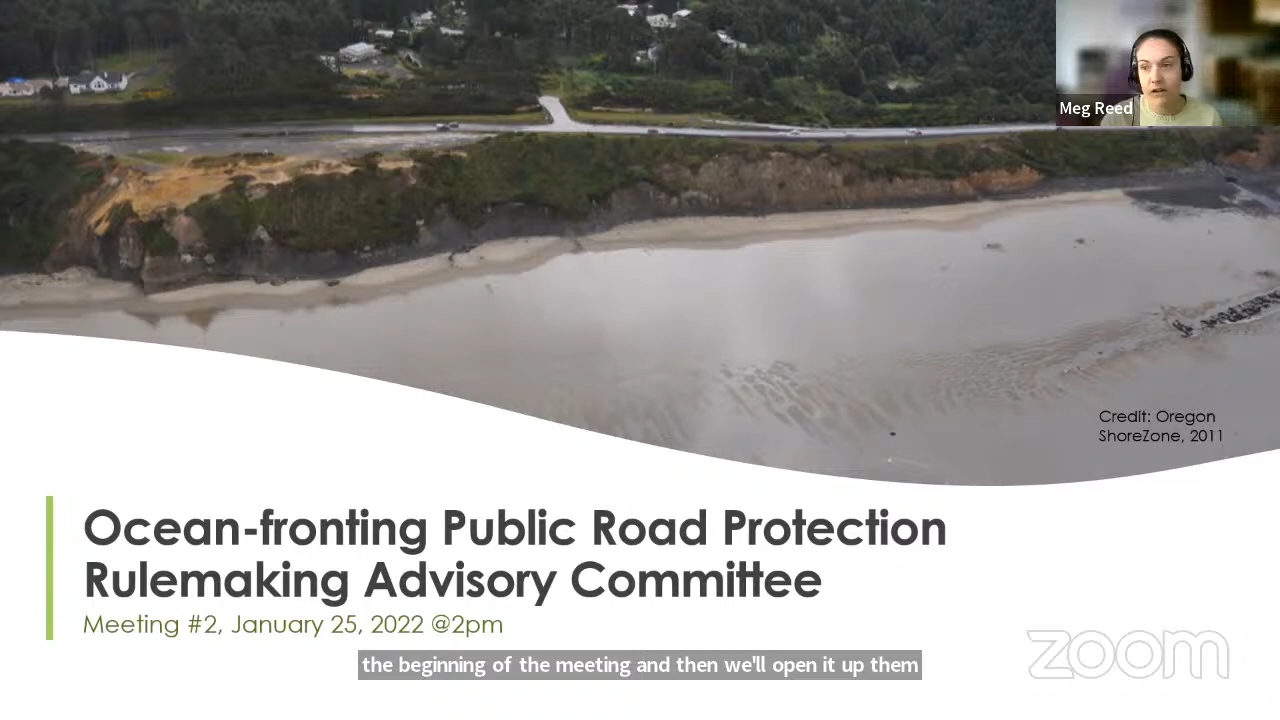 Meg Reed
Credit: Oregon
ShoreZone, 2011
Ocean-fronting Public Road Protection
Rulemaking Advisory Committee
Meeting #2, January 25, 2022 @2pm
the beginning of the meeting and then we'll open it up them
zoom